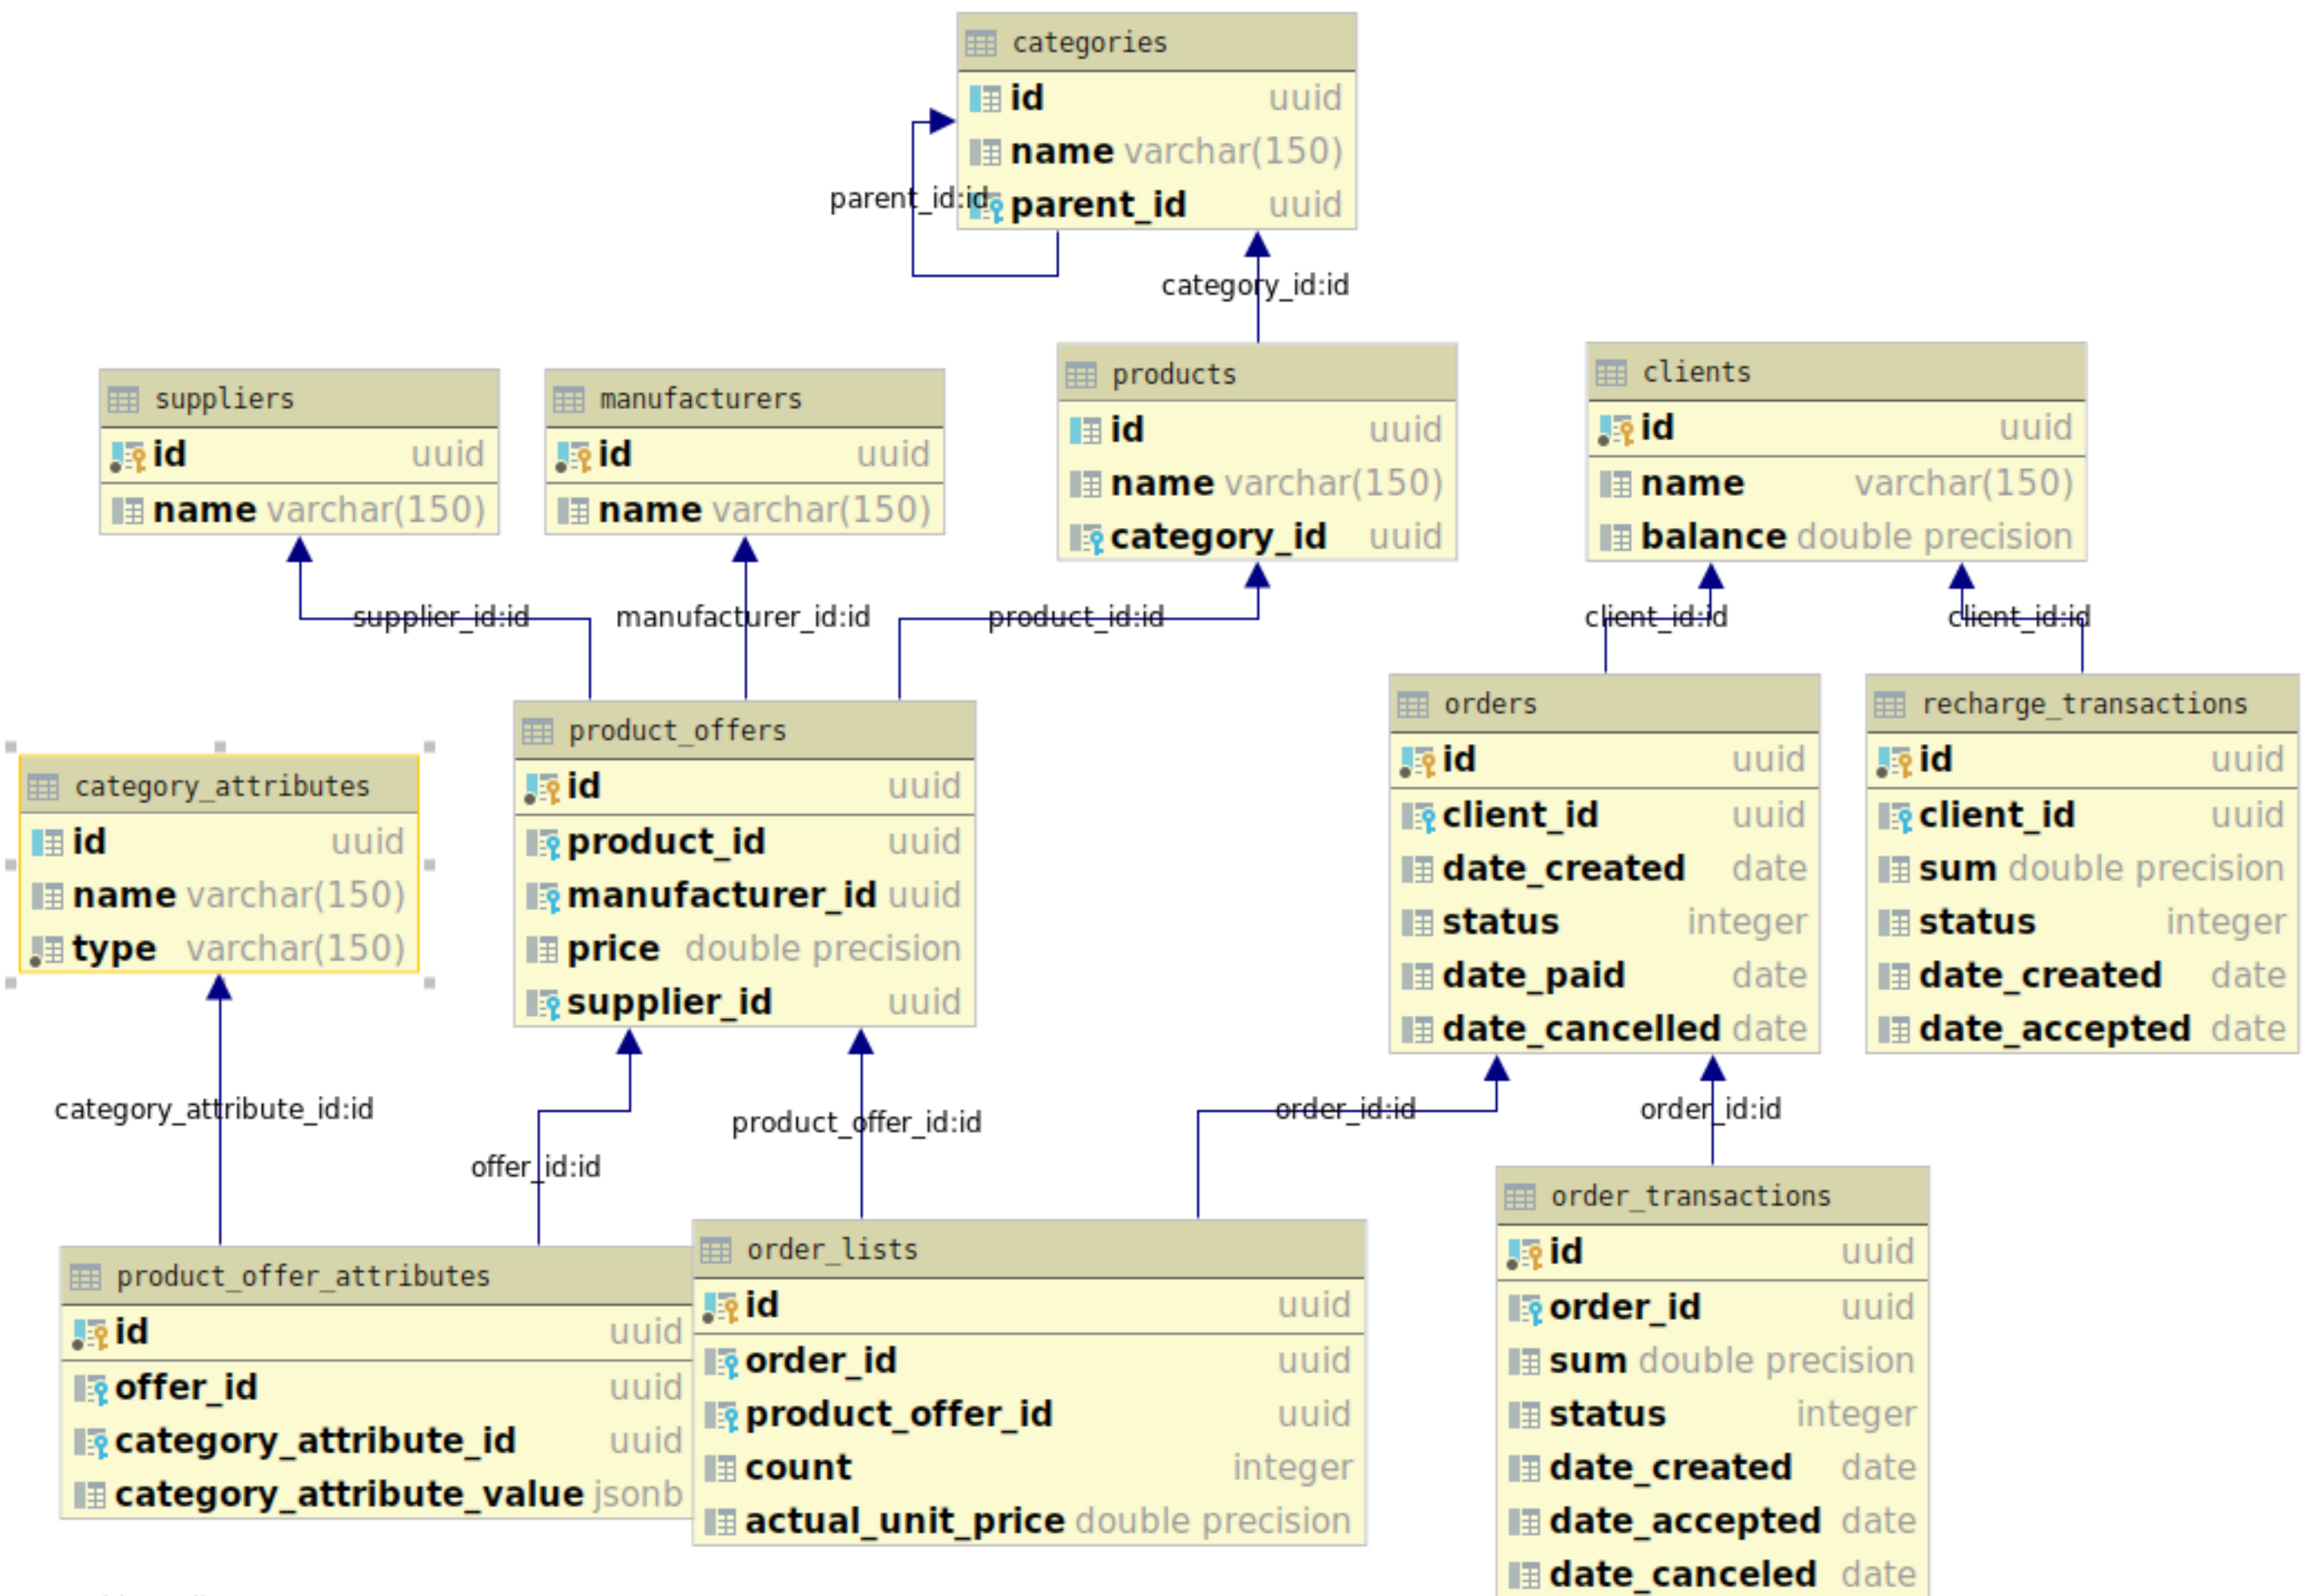 categories
id uuid
name varchar(150)
parent_id uuid
parent_id:id
category_id:id
suppliers
id uuid
name varchar(150)
manufacturers
id uuid
name varchar(150)
products
id uuid
name varchar(150)
category_id uuid
clients
id uuid
name varchar(150)
balance double precision
supplier_id:id
manufacturer_id:id
product_id:id
client_id:id
client_id:id
category_attributes
id uuid
name varchar(150)
type varchar(150)
product_offers
id uuid
product_id uuid
manufacturer_id uuid
price double precision
supplier_id uuid
orders
id uuid
client_id uuid
date_created date
status integer
date_paid date
date_cancelled date
recharge_transactions
id uuid
client_id uuid
sum double precision
status integer
date_created date
date_accepted date
category_attribute_id:id
offer_id:id
product_offer_id:id
order_id:id
order_id:id
product_offer_attributes
id uuid
offer_id uuid
category_attribute_id uuid
category_attribute_value jsonb
order_lists
id uuid
order_id uuid
product_offer_id uuid
count integer
actual_unit_price double precision
order_transactions
id uuid
order_id uuid
sum double precision
status integer
date_created date
date_accepted date
date_canceled date